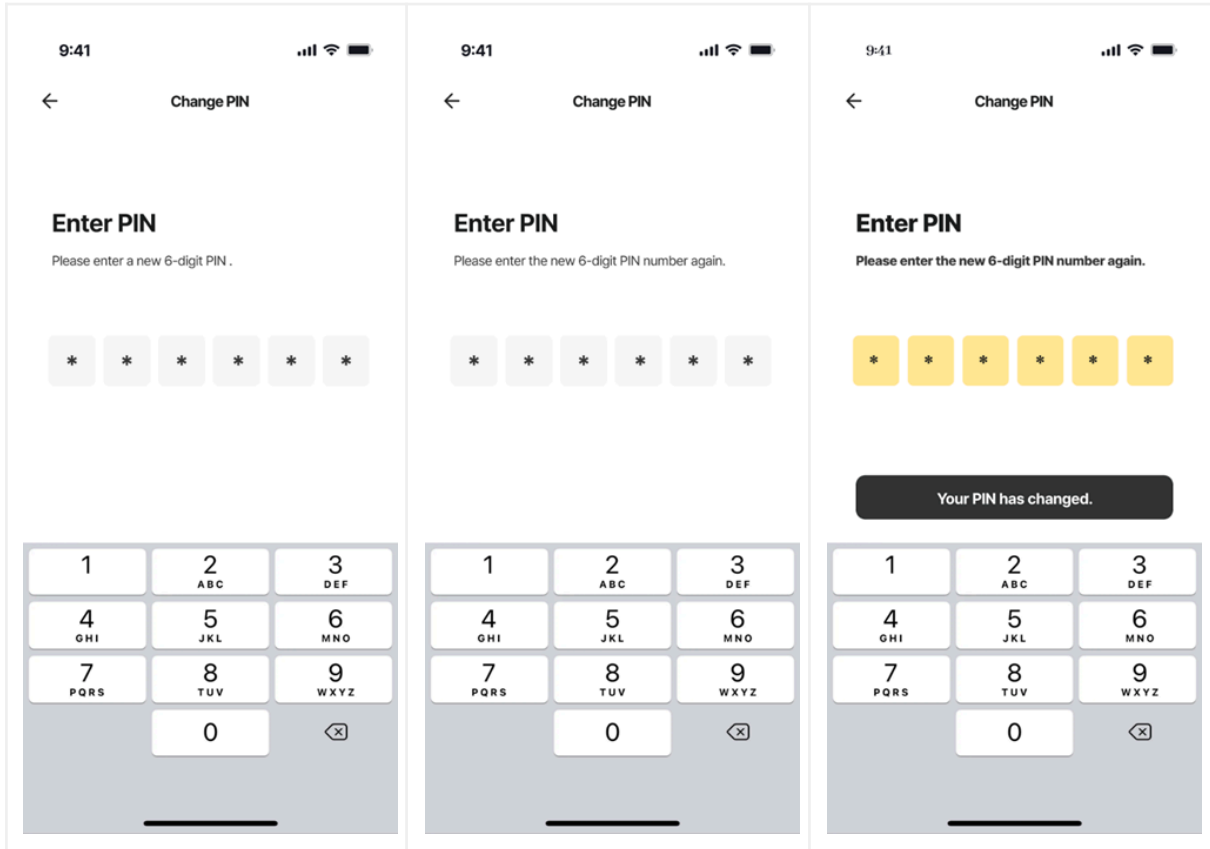 9:41
Change PIN
Enter PIN
Please enter a new 6-digit PIN .
* * * * * *
1 2 3
ABC DEF
4 5 6
GHI JKL MNO
7 8 9
PQRS TUV WXYZ
0
9:41
Change PIN
Enter PIN
Please enter the new 6-digit PIN number again.
* * * * * *
1 2 3
ABC DEF
4 5 6
GHI JKL MNO
7 8 9
PQRS TUV WXYZ
0
9:41
Change PIN
Enter PIN
Please enter the new 6-digit PIN number again.
* * * * * *
Your PIN has changed.
1 2 3
ABC DEF
4 5 6
GHI JKL MNO
7 8 9
PQRS TUV WXYZ
0